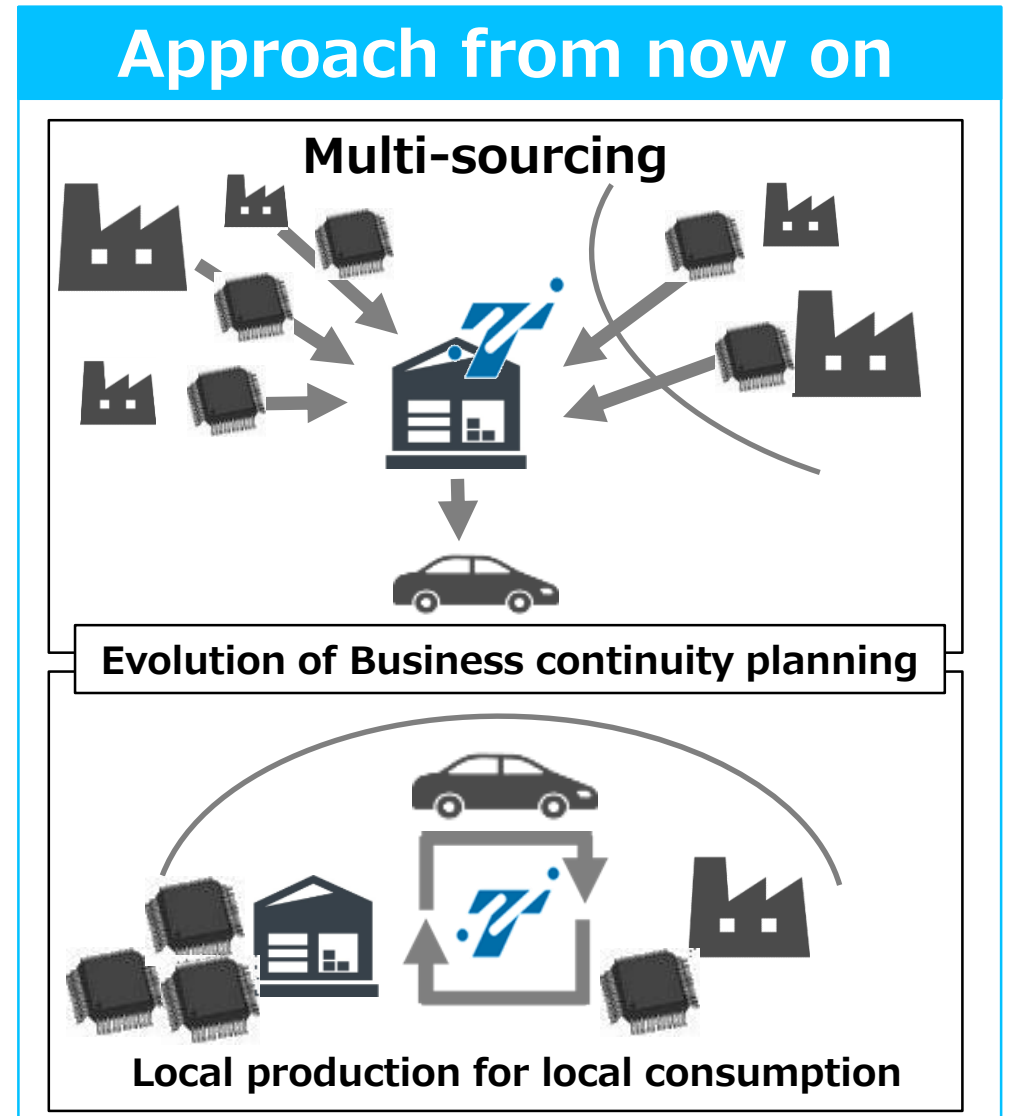 Approach from now on
Multi-sourcing
Evolution of Business continuity planning
Local production for local consumption